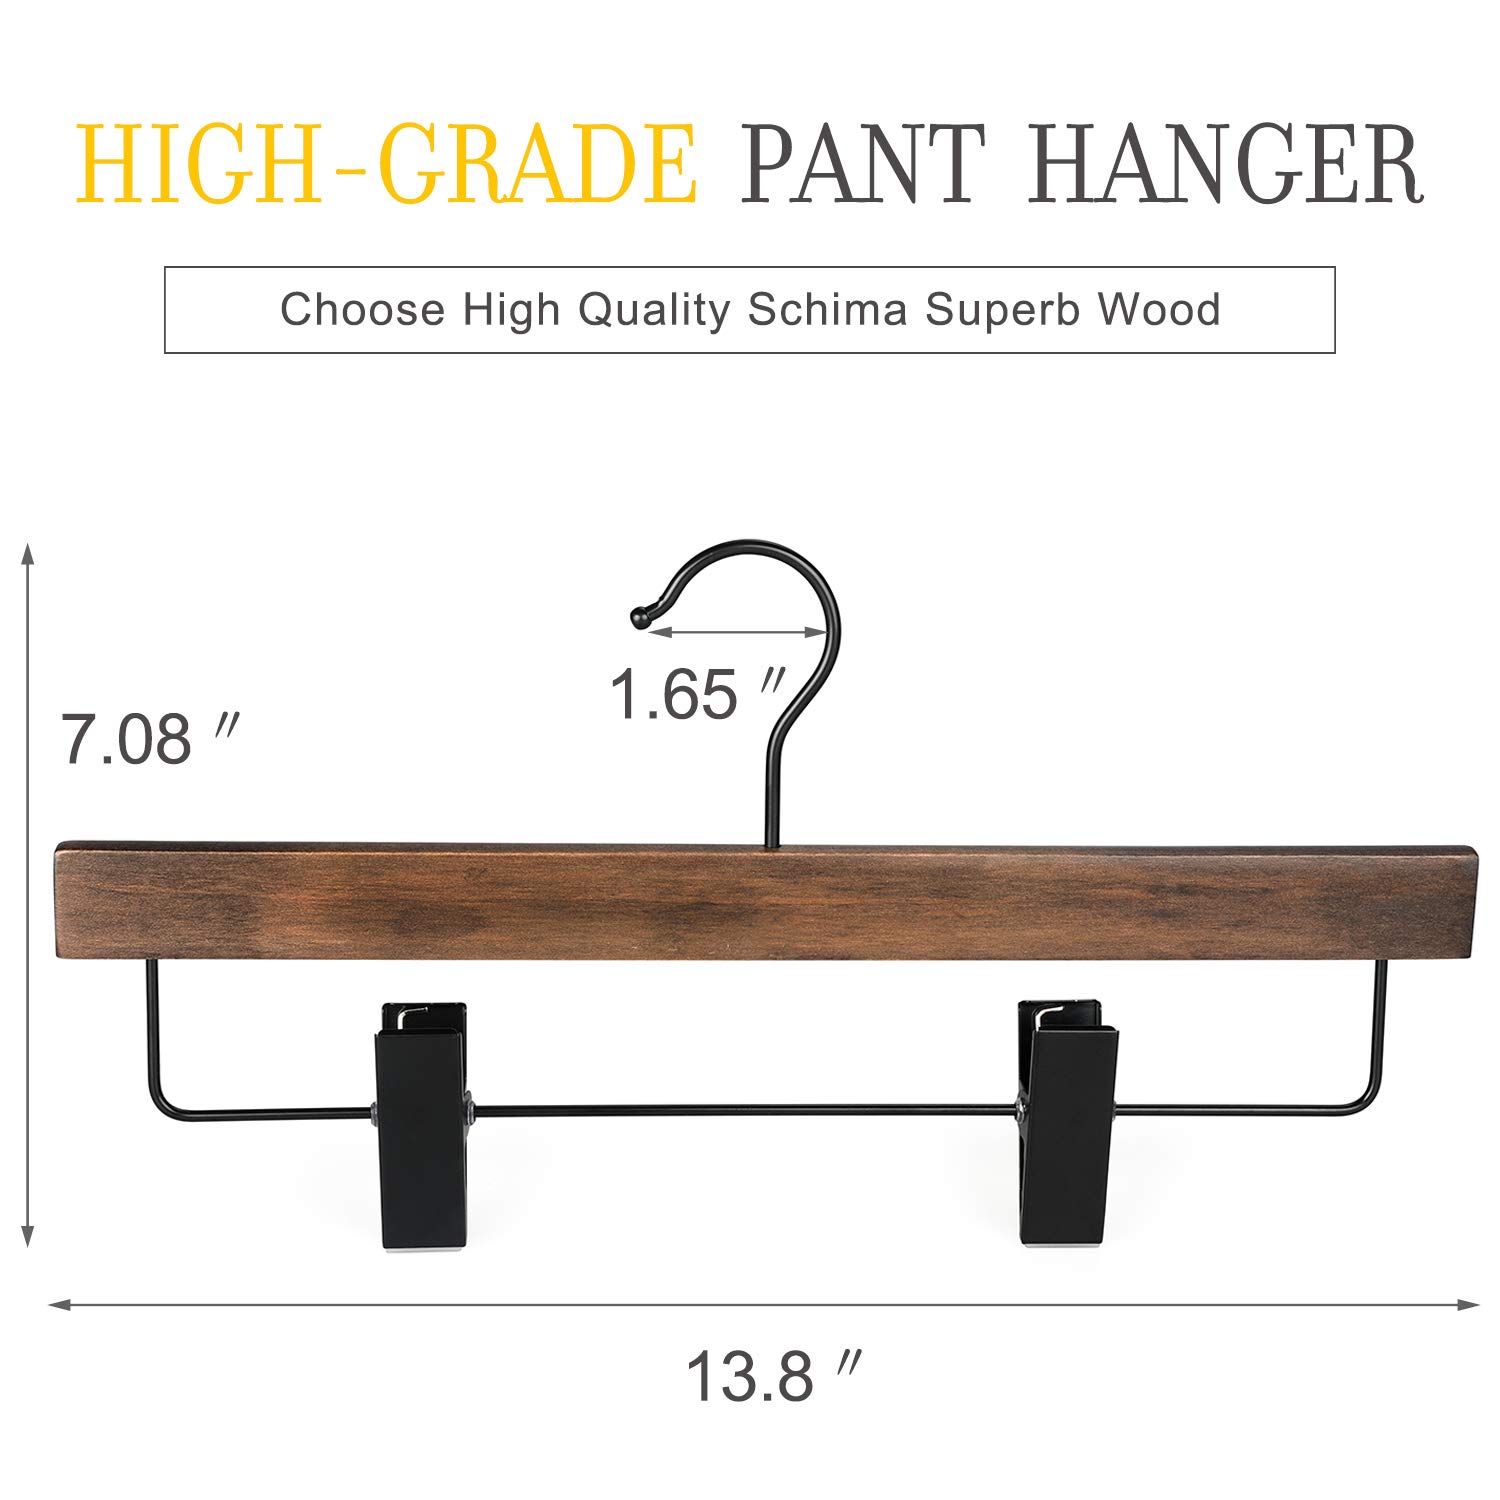 HIGH-GRADE PANT HANGER
Choose High Quality Schima Superb Wood
1.65 "
7.08 "
13.8 "